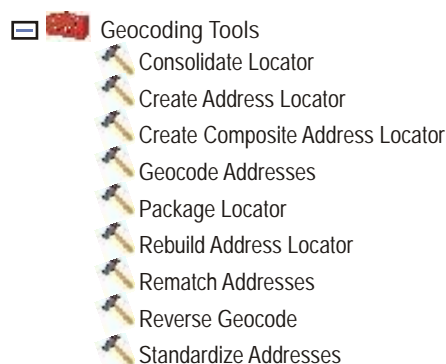 Geocoding Tools
Consolidate Locator
Create Address Locator
Create Composite Address Locator
Geocode Addresses
Package Locator
Rebuild Address Locator
Rematch Addresses
Reverse Geocode
Standardize Addresses